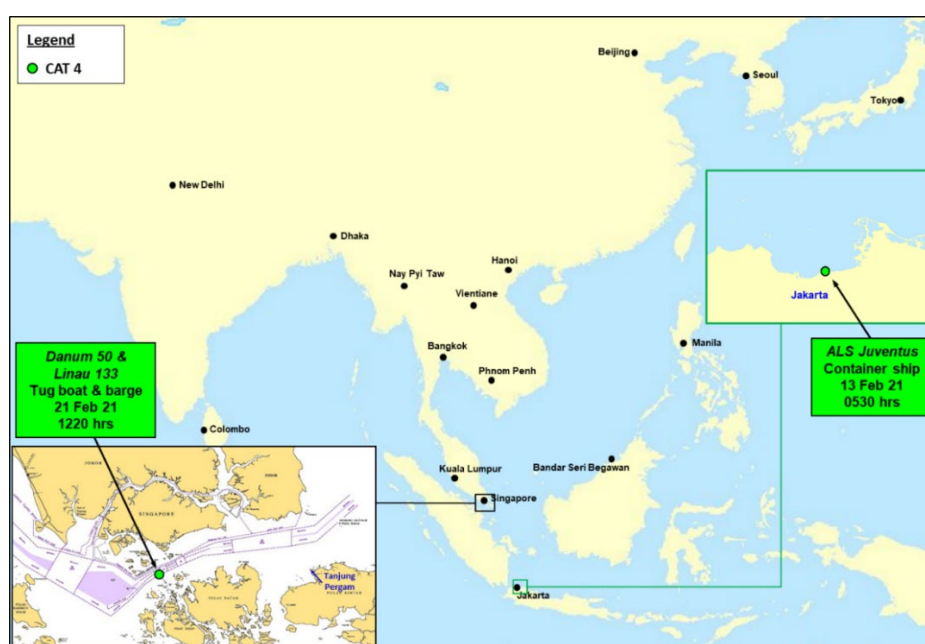 Legend
CAT 4
Beijing
Seoul
Tokyo
New Delhi
Dhaka
Hanoi
Nay Pyi Taw
Vientiane
Jakarta
Bangkok
Manila
Phnom Penh
Danum 50 &
Linau 133
Tug boat & barge
21 Feb 21
1220 hrs
ALS Juventus
Container ship
13 Feb 21
0530 hrs
Colombo
Kuala Lumpur
Bandar Seri Begawan
Singapore
SINGAPORE
Tanjung
Pergam
Jakarta